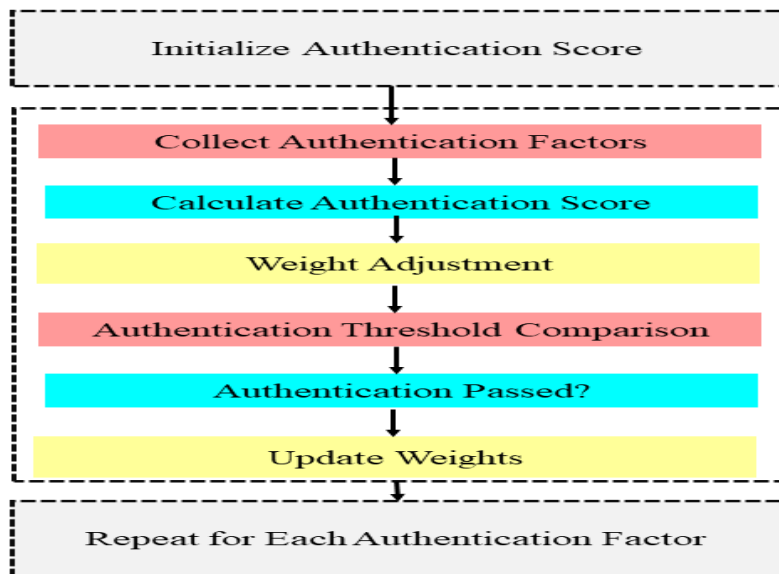 Initialize Authentication Score
Collect Authentication Factors
Calculate Authentication Score
Weight Adjustment
Authentication Threshold Comparison
Authentication Passed?
Update Weights
Repeat for Each Authentication Factor